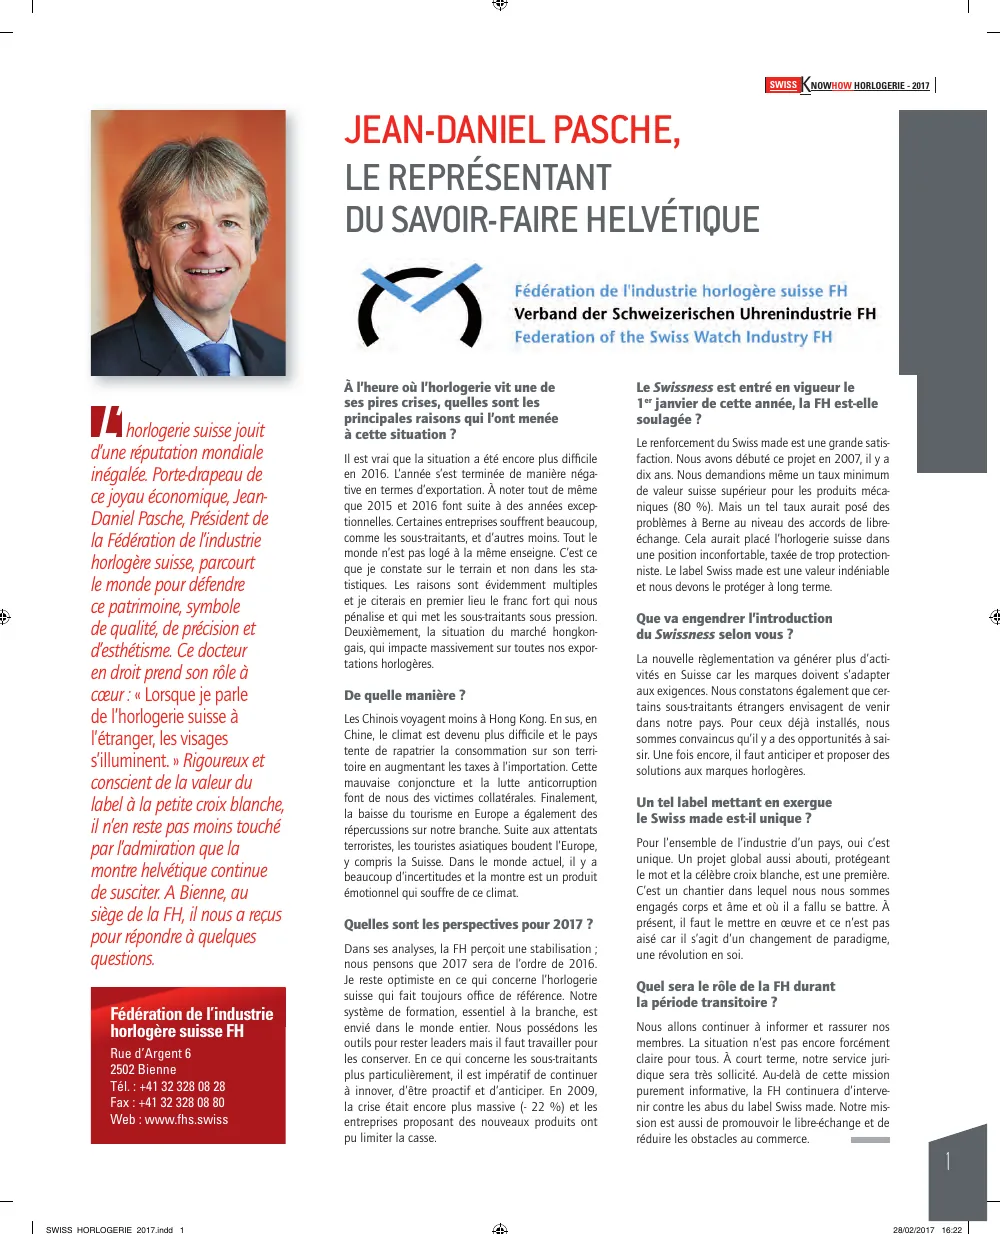 SWISS KNOWHOW HORLOGERIE - 2017
JEAN-DANIEL PASCHE,
LE REPRÉSENTANT
DU SAVOIR-FAIRE HELVÉTIQUE
Fédération de l'industrie horlogère suisse FH
Verband der Schweizerischen Uhrenindustrie FH
Federation of the Swiss Watch Industry FH
L'horlogerie suisse jouit
d'une réputation mondiale
inégalée. Porte-drapeau de
ce joyau économique, Jean-
Daniel Pasche, Président de
la Fédération de l'industrie
horlogère suisse, parcourt
le monde pour défendre
ce patrimoine, symbole
de qualité, de précision et
d'esthétisme. Ce docteur
en droit prend son rôle à
cœur : « Lorsque je parle
de l'horlogerie suisse à
l'étranger, les visages
s'illuminent. » Rigoureux et
conscient de la valeur du
label à la petite croix blanche,
il n'en reste pas moins touché
par l'admiration que la
montre helvétique continue
de susciter. A Bienne, au
siège de la FH, il nous a reçus
pour répondre à quelques
questions.
Fédération de l'industrie
horlogère suisse FH
Rue d'Argent 6
2502 Bienne
Tél. : +41 32 328 08 28
Fax : +41 32 328 08 80
Web : www.fhs.swiss
À l'heure où l'horlogerie vit une de
ses pires crises, quelles sont les
principales raisons qui l'ont menée
à cette situation ?
Il est vrai que la situation a été encore plus difficile
en 2016. L'année s'est terminée de manière néga-
tive en termes d'exportation. À noter tout de même
que 2015 et 2016 font suite à des années excep-
tionnelles. Certaines entreprises souffrent beaucoup,
comme les sous-traitants, et d'autres moins. Tout le
monde n'est pas logé à la même enseigne. C'est ce
que je constate sur le terrain et non dans les sta-
tistiques. Les raisons sont évidemment multiples
et je citerais en premier lieu le franc fort qui nous
pénalise et qui met les sous-traitants sous pression.
Deuxièmement, la situation du marché hongkon-
gais, qui impacte massivement sur toutes nos expor-
tations horlogères.
De quelle manière ?
Les Chinois voyagent moins à Hong Kong. En sus, en
Chine, le climat est devenu plus difficile et le pays
tente de rapatrier la consommation sur son terri-
toire en augmentant les taxes à l'importation. Cette
mauvaise conjoncture et la lutte anticorruption
font de nous des victimes collatérales. Finalement,
la baisse du tourisme en Europe a également des
répercussions sur notre branche. Suite aux attentats
terroristes, les touristes asiatiques boudent l'Europe,
y compris la Suisse. Dans le monde actuel, il y a
beaucoup d'incertitudes et la montre est un produit
émotionnel qui souffre de ce climat.
Quelles sont les perspectives pour 2017 ?
Dans ses analyses, la FH perçoit une stabilisation ;
nous pensons que 2017 sera de l'ordre de 2016.
Je reste optimiste en ce qui concerne l'horlogerie
suisse qui fait toujours office de référence. Notre
système de formation, essentiel à la branche, est
envié dans le monde entier. Nous possédons les
outils pour rester leaders mais il faut travailler pour
les conserver. En ce qui concerne les sous-traitants
plus particulièrement, il est impératif de continuer
à innover, d'être proactif et d'anticiper. En 2009,
la crise était encore plus massive (- 22 %) et les
entreprises proposant des nouveaux produits ont
pu limiter la casse.
Le Swissness est entré en vigueur le
1er janvier de cette année, la FH est-elle
soulagée ?
Le renforcement du Swiss made est une grande satis-
faction. Nous avons débuté ce projet en 2007, il y a
dix ans. Nous demandions même un taux minimum
de valeur suisse supérieur pour les produits méca-
niques (80 %). Mais un tel taux aurait posé des
problèmes à Berne au niveau des accords de libre-
échange. Cela aurait placé l'horlogerie suisse dans
une position inconfortable, taxée de trop protection-
niste. Le label Swiss made est une valeur indéniable
et nous devons le protéger à long terme.
Que va engendrer l'introduction
du Swissness selon vous ?
La nouvelle règlementation va générer plus d'acti-
vités en Suisse car les marques doivent s'adapter
aux exigences. Nous constatons également que cer-
tains sous-traitants étrangers envisagent de venir
dans notre pays. Pour ceux déjà installés, nous
sommes convaincus qu'il y a des opportunités à sai-
sir. Une fois encore, il faut anticiper et proposer des
solutions aux marques horlogères.
Un tel label mettant en exergue
le Swiss made est-il unique ?
Pour l'ensemble de l'industrie d'un pays, oui c'est
unique. Un projet global aussi abouti, protégeant
le mot et la célèbre croix blanche, est une première.
C'est un chantier dans lequel nous nous sommes
engagés corps et âme et où il a fallu se battre. À
présent, il faut le mettre en œuvre et ce n'est pas
aisé car il s'agit d'un changement de paradigme,
une révolution en soi.
Quel sera le rôle de la FH durant
la période transitoire ?
Nous allons continuer à informer et rassurer nos
membres. La situation n'est pas encore forcément
claire pour tous. À court terme, notre service juri-
dique sera très sollicité. Au-delà de cette mission
purement informative, la FH continuera d'interve-
nir contre les abus du label Swiss made. Notre mis-
sion est aussi de promouvoir le libre-échange et de
réduire les obstacles au commerce.
1
SWISS HORLOGERIE 2017.indd 1
28/02/2017 16:22